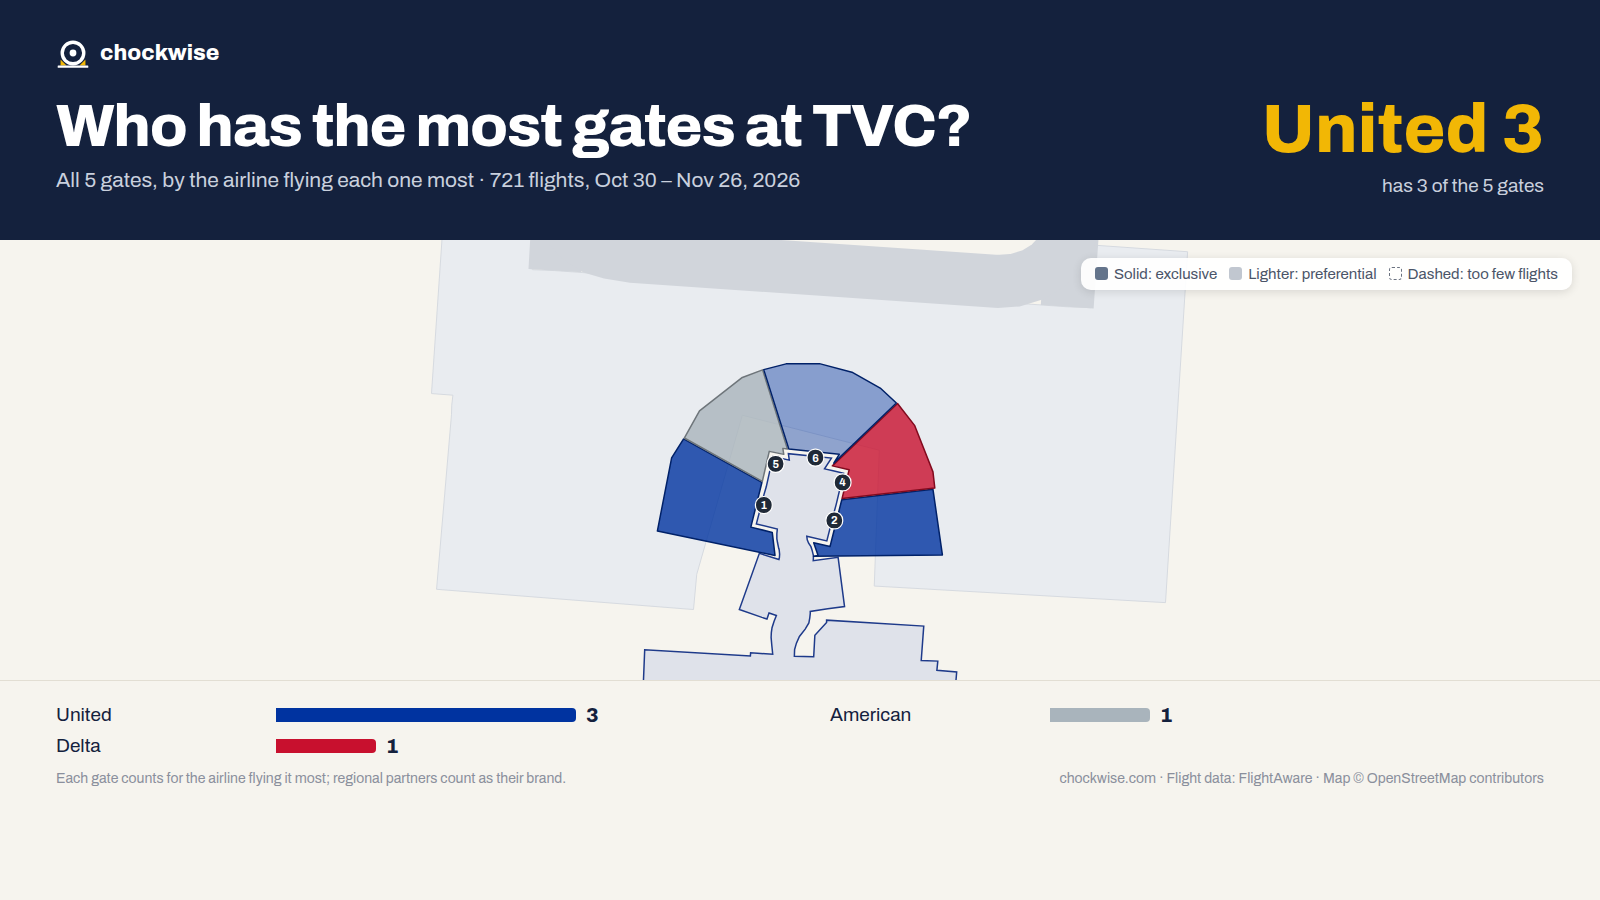 chockwise
Who has the most gates at TVC?
All 5 gates, by the airline flying each one most · 721 flights, Oct 30 – Nov 26, 2026
United 3
has 3 of the 5 gates
Solid: exclusive Lighter: preferential Dashed: too few flights
5
6
4
1
2
United 3
American 1
Delta 1
Each gate counts for the airline flying it most; regional partners count as their brand.
chockwise.com · Flight data: FlightAware · Map © OpenStreetMap contributors